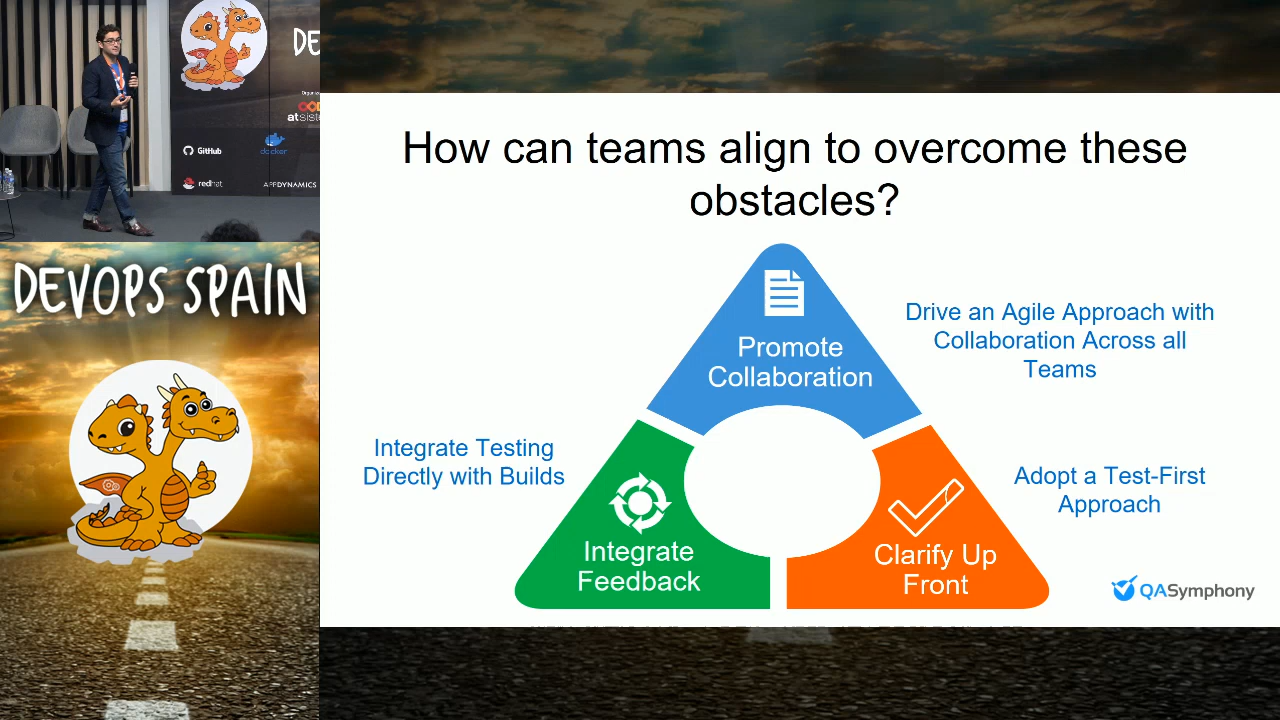 DE
atsiste
GitHub
docker
redhat
APPDYNAMICS
DEVOPS SPAIN
How can teams align to overcome these
obstacles?
Promote
Collaboration
Drive an Agile Approach with
Collaboration Across all
Teams
Integrate Testing
Directly with Builds
Integrate
Feedback
Clarify Up
Front
Adopt a Test-First
Approach
QASymphony